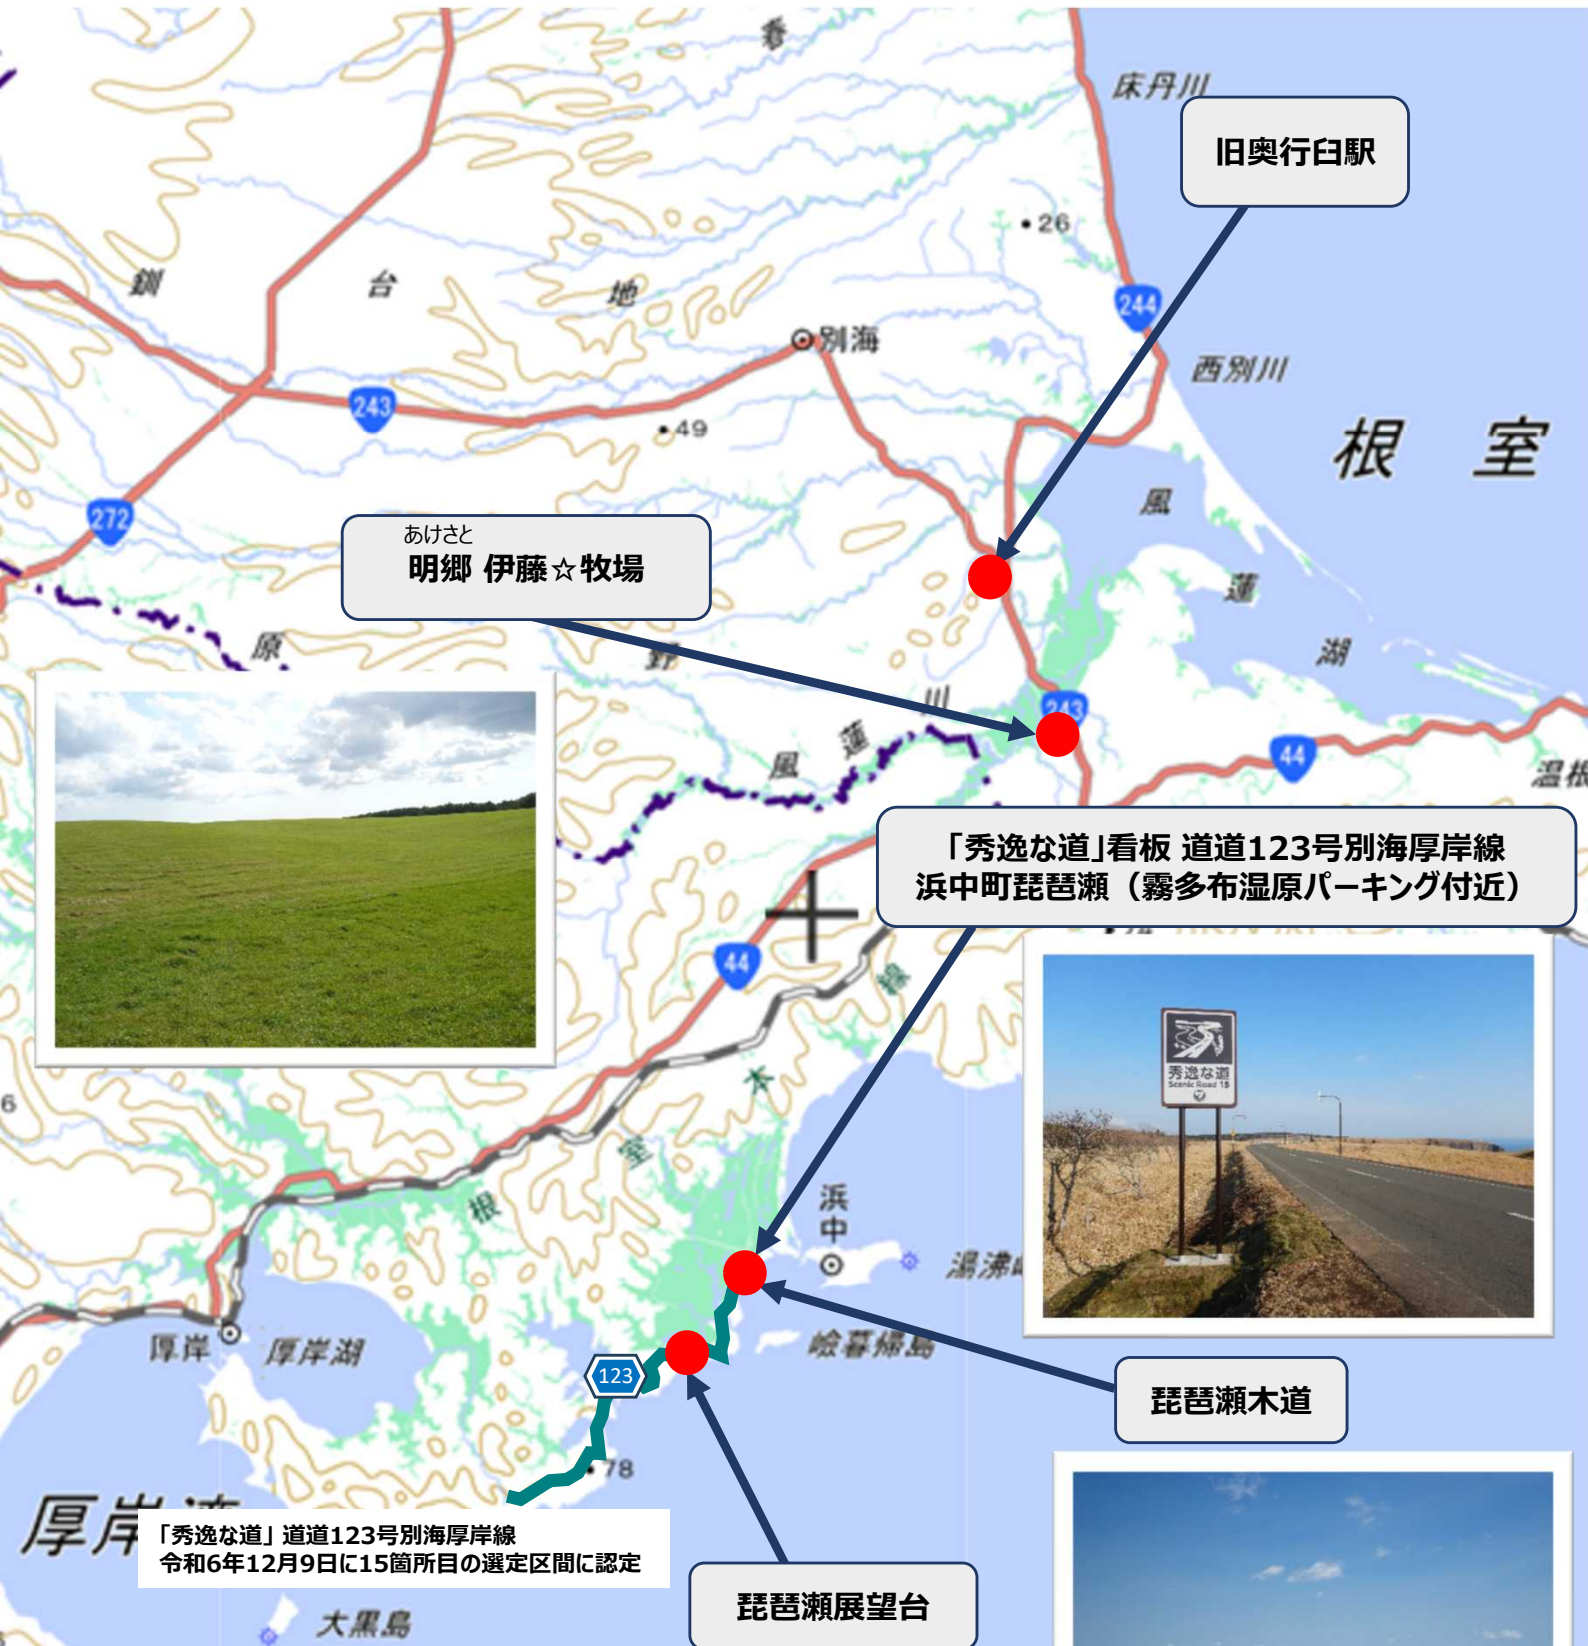 床丹川
旧奥行臼駅
26
釧
台
地
244
別海
西別川
243
49
根 室
272
風
あけさと
明郷 伊藤☆牧場
蓮
原
野
湖
川
243
蓮
風
44
「秀逸な道」看板 道道123号別海厚岸線
浜中町琵琶瀬（霧多布湿原パーキング付近）
44
線
秀逸な道
Scenic Road 15
本
6
室
根
浜
中
湯沸
厚岸
厚岸湖
嶮暮帰島
123
琵琶瀬木道
78
厚岸
「秀逸な道」 道道123号別海厚岸線
令和6年12月9日に15箇所目の選定区間に認定
琵琶瀬展望台
大黒島